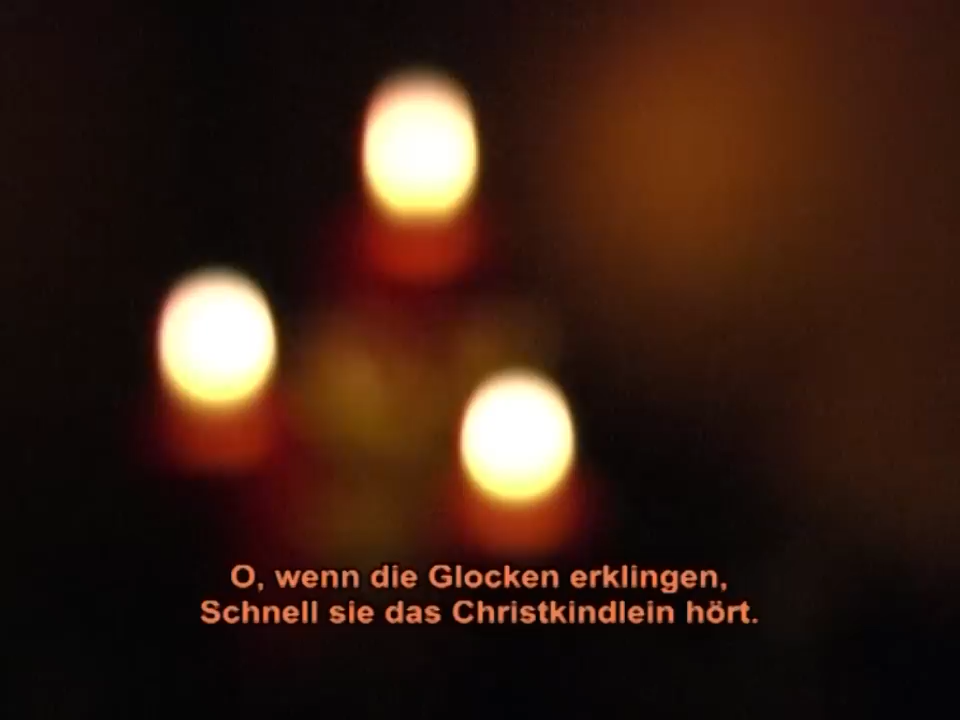 O, wenn die Glocken erklingen,
Schnell sie das Christkindlein hört.